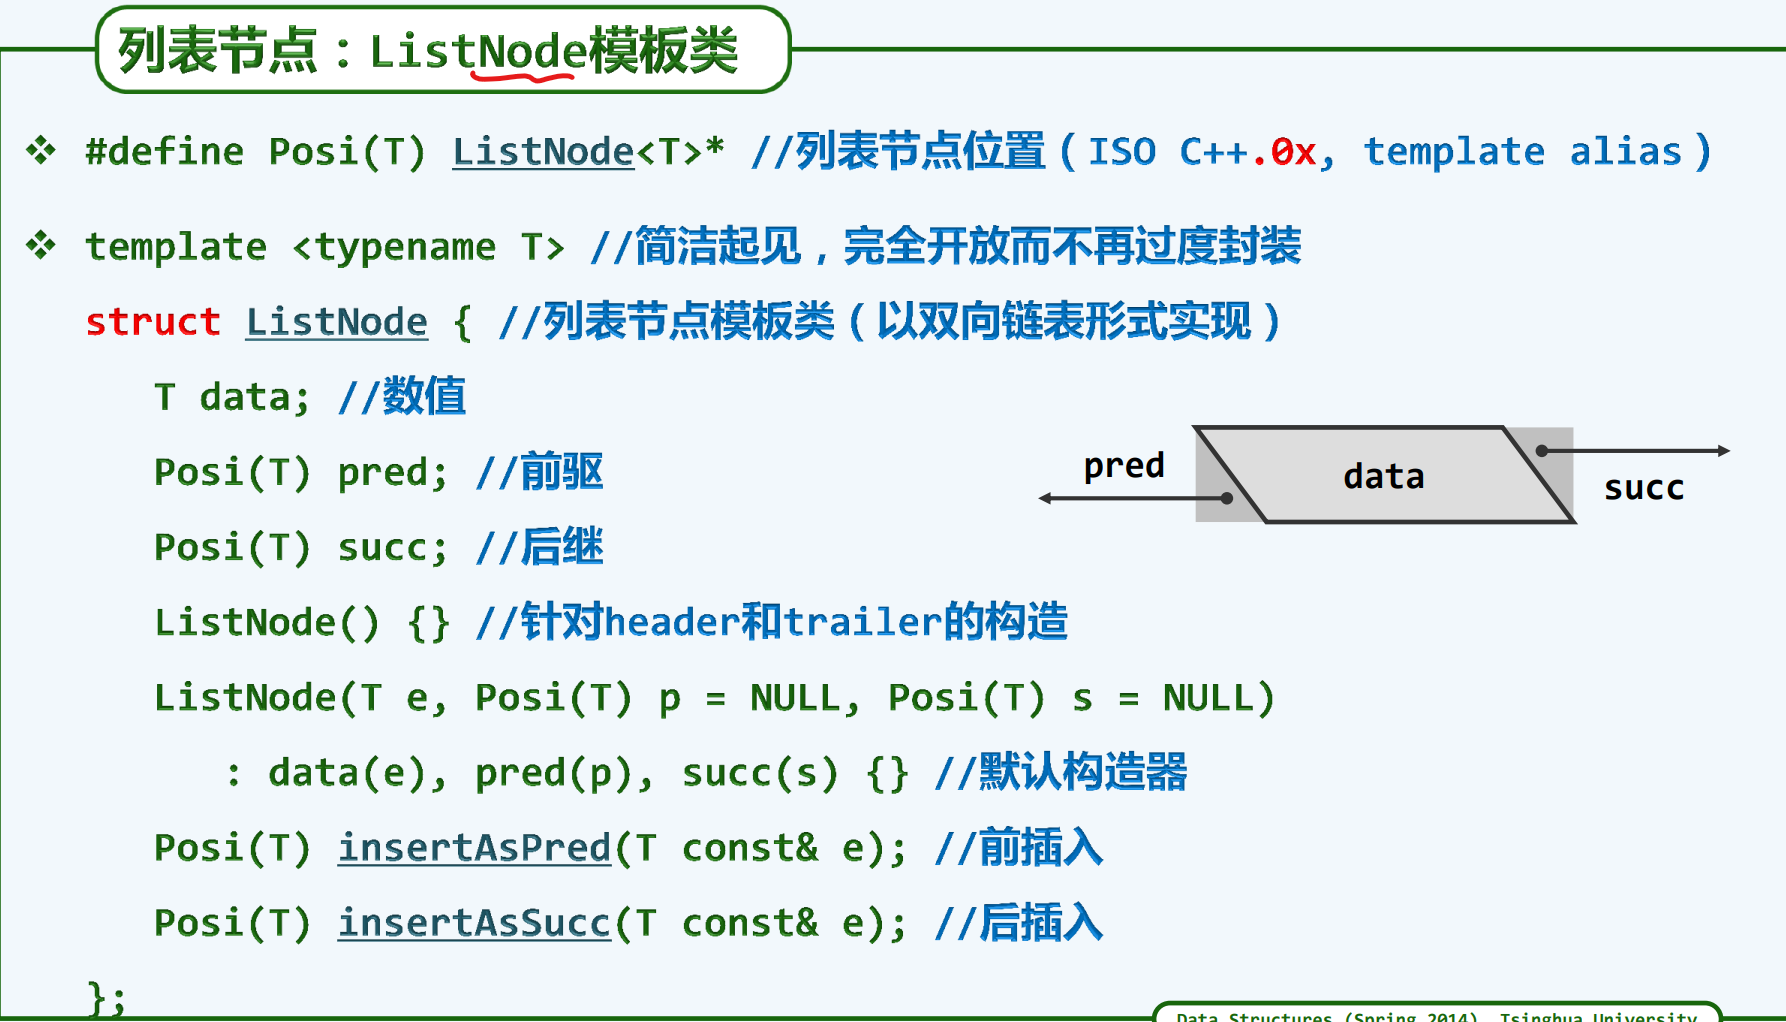 列表节点：ListNode模板类
#define Posi(T) ListNode<T>* //列表节点位置（ISO C++.0x, template alias）
template <typename T> //简洁起见，完全开放而不再过度封装
struct ListNode { //列表节点模板类（以双向链表形式实现）
T data; //数值
Posi(T) pred; //前驱
Posi(T) succ; //后继
ListNode() {} //针对header和trailer的构造
ListNode(T e, Posi(T) p = NULL, Posi(T) s = NULL)
: data(e), pred(p), succ(s) {} //默认构造器
Posi(T) insertAsPred(T const& e); //前插入
Posi(T) insertAsSucc(T const& e); //后插入
};
pred
data
succ
Data Structures (Spring 2014), Tsinghua University